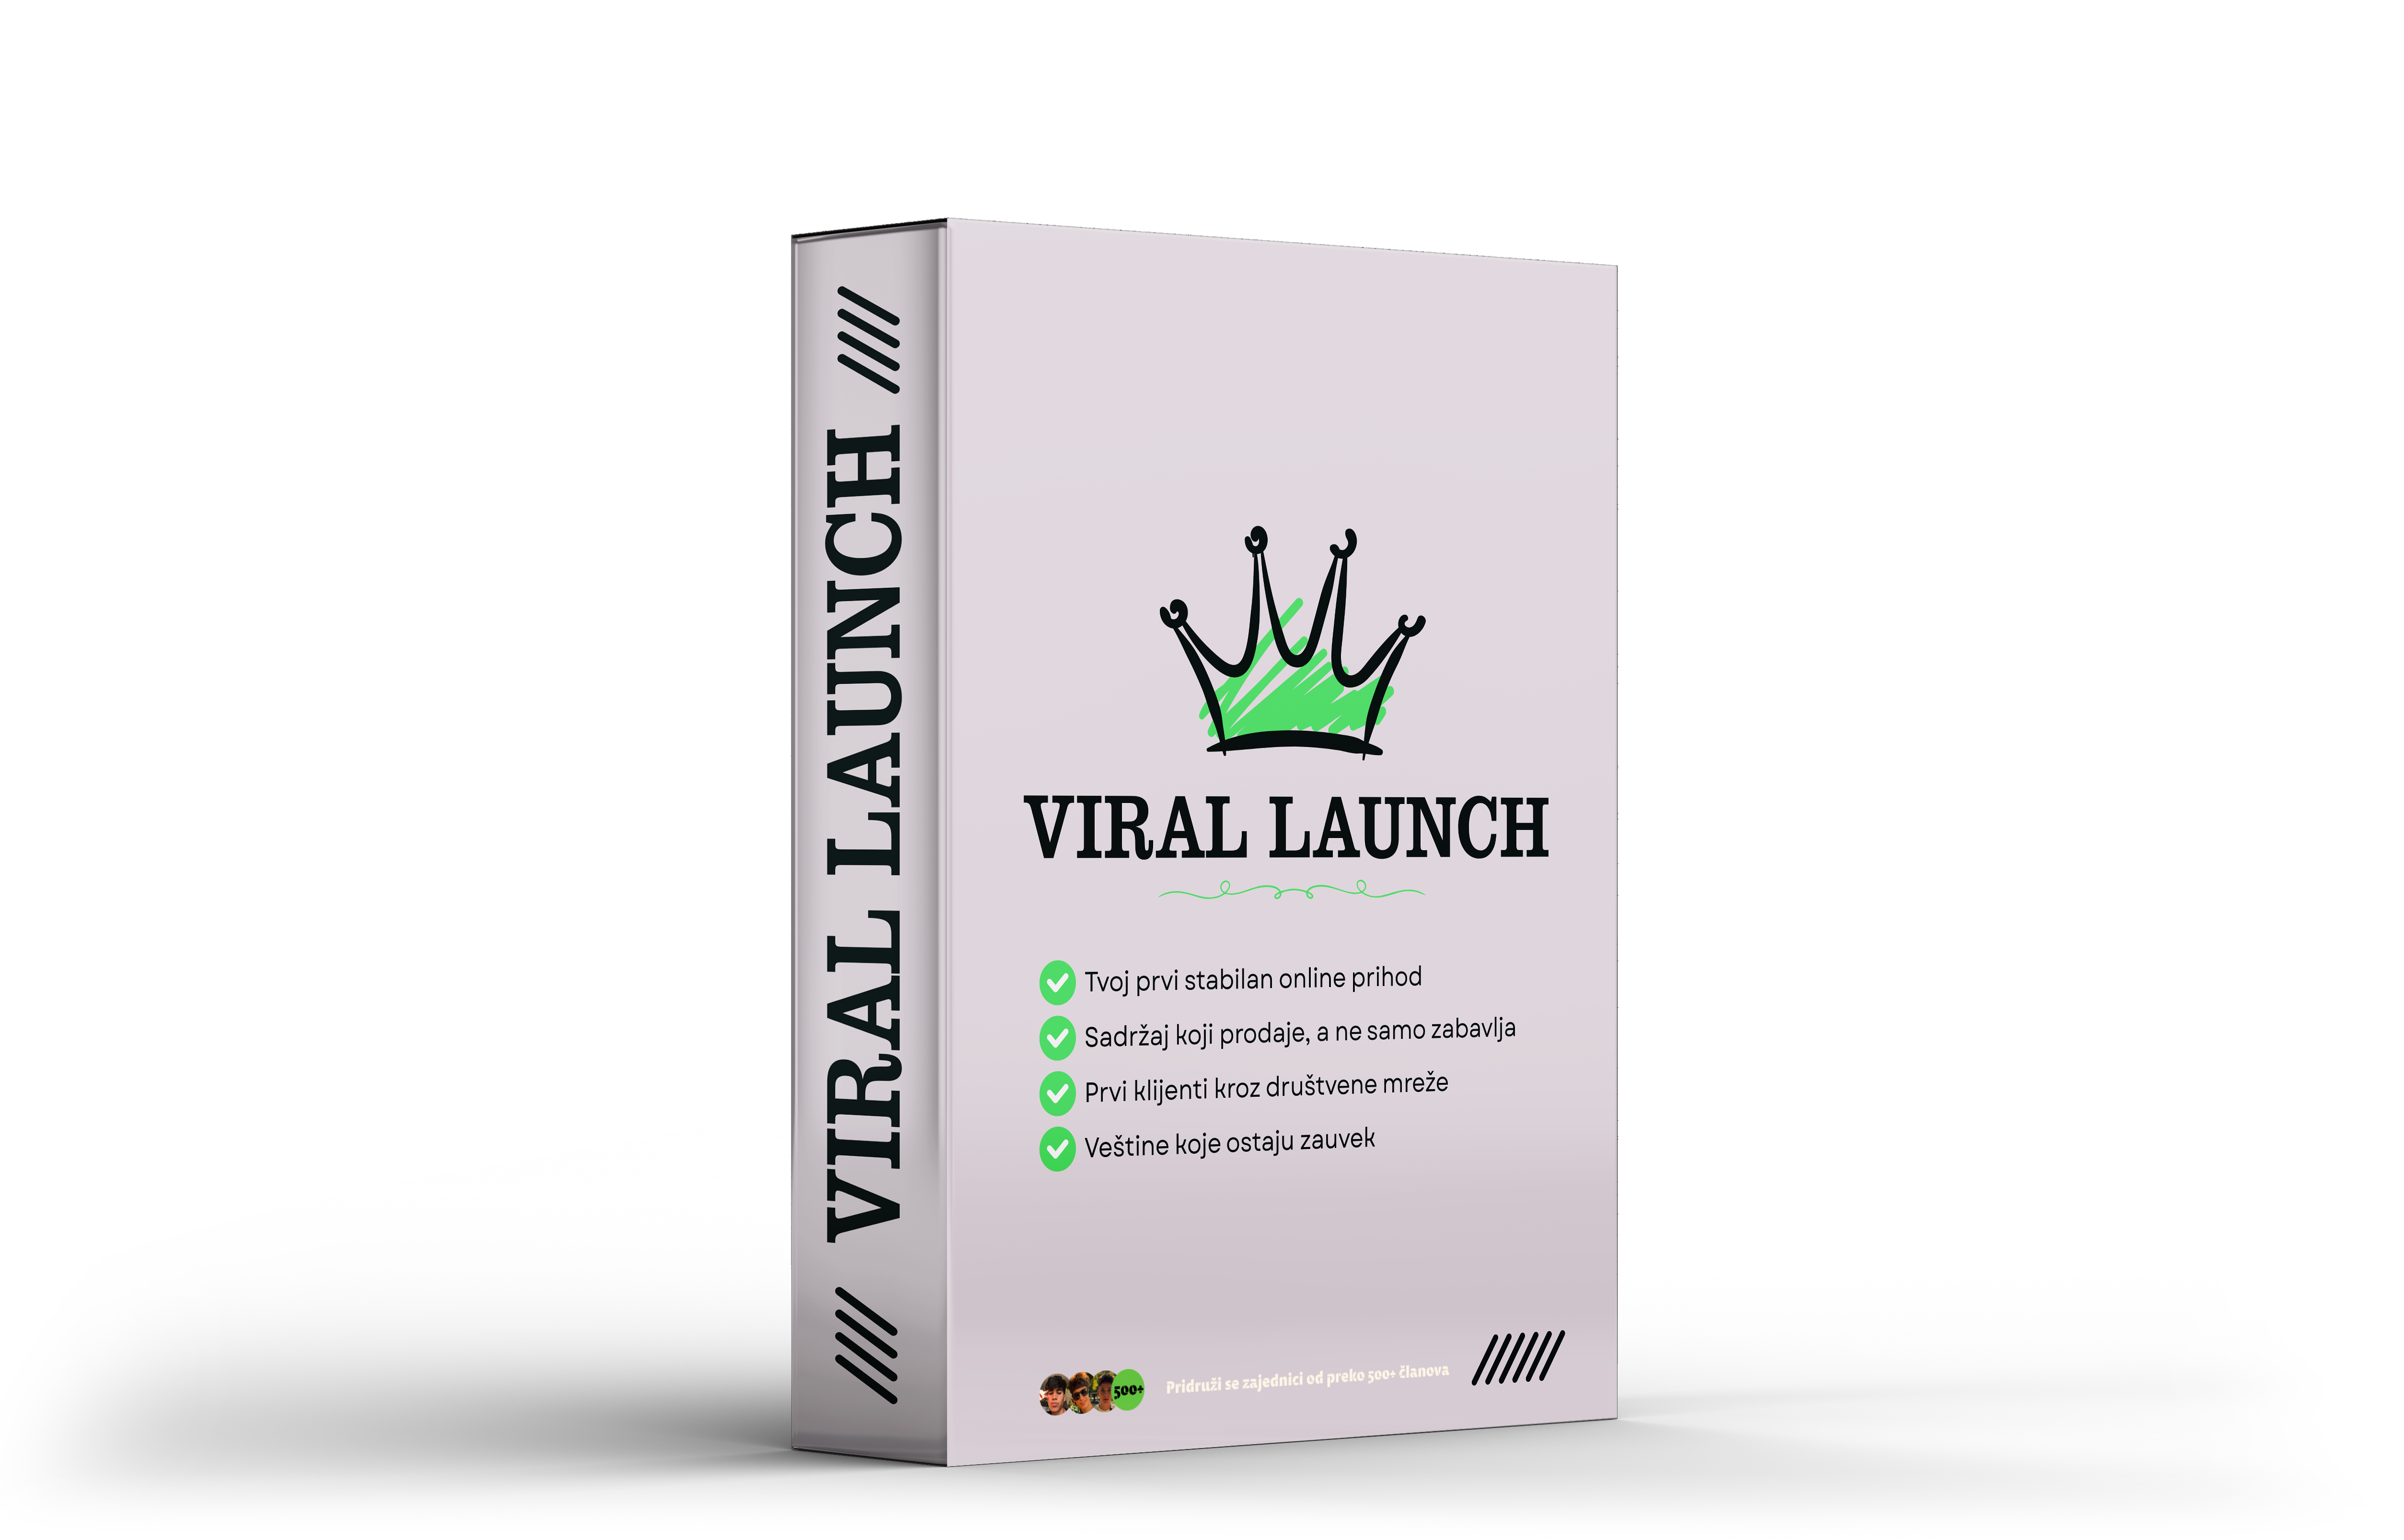 VIRAL LAUNCH
VIRAL LAUNCH
Tvoj prvi stabilan online prihod
Sadržaj koji prodaje, a ne samo zabavlja
Prvi klijenti kroz društvene mreže
Veštine koje ostaju zauvek
500+
Pridruži se zajednici od preko 500+ članova